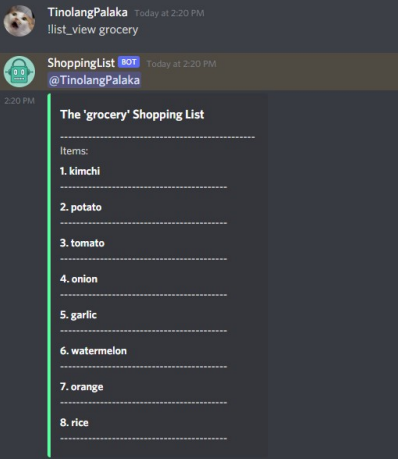 TinolangPalaka Today at 2:20 PM
!list_view grocery
ShoppingList BOT Today at 2:20 PM
@TinolangPalaka
2:20 PM
The 'grocery' Shopping List
-----------------------------------------------
Items:
1. kimchi
----------------------------------------
2. potato
----------------------------------------
3. tomato
----------------------------------------
4. onion
----------------------------------------
5. garlic
----------------------------------------
6. watermelon
----------------------------------------
7. orange
----------------------------------------
8. rice
----------------------------------------